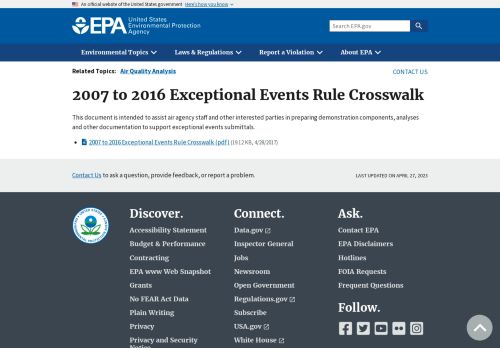 An official website of the United States government Here's how you know
EPA United States
Environmental Protection
Agency
Search EPA.gov
Environmental Topics Laws & Regulations Report a Violation About EPA
Related Topics: Air Quality Analysis CONTACT US
2007 to 2016 Exceptional Events Rule Crosswalk
This document is intended to assist air agency staff and other interested parties in preparing demonstration components, analyses
and other documentation to support exceptional events submittals.
2007 to 2016 Exceptional Events Rule Crosswalk (pdf) (19.12 KB, 4/28/2017)
Contact Us to ask a question, provide feedback, or report a problem. LAST UPDATED ON APRIL 27, 2023
Discover.
Accessibility Statement
Budget & Performance
Contracting
EPA www Web Snapshot
Grants
No FEAR Act Data
Plain Writing
Privacy
Privacy and Security
Notice
Connect.
Data.gov
Inspector General
Jobs
Newsroom
Open Government
Regulations.gov
Subscribe
USA.gov
White House
Ask.
Contact EPA
EPA Disclaimers
Hotlines
FOIA Requests
Frequent Questions
Follow.